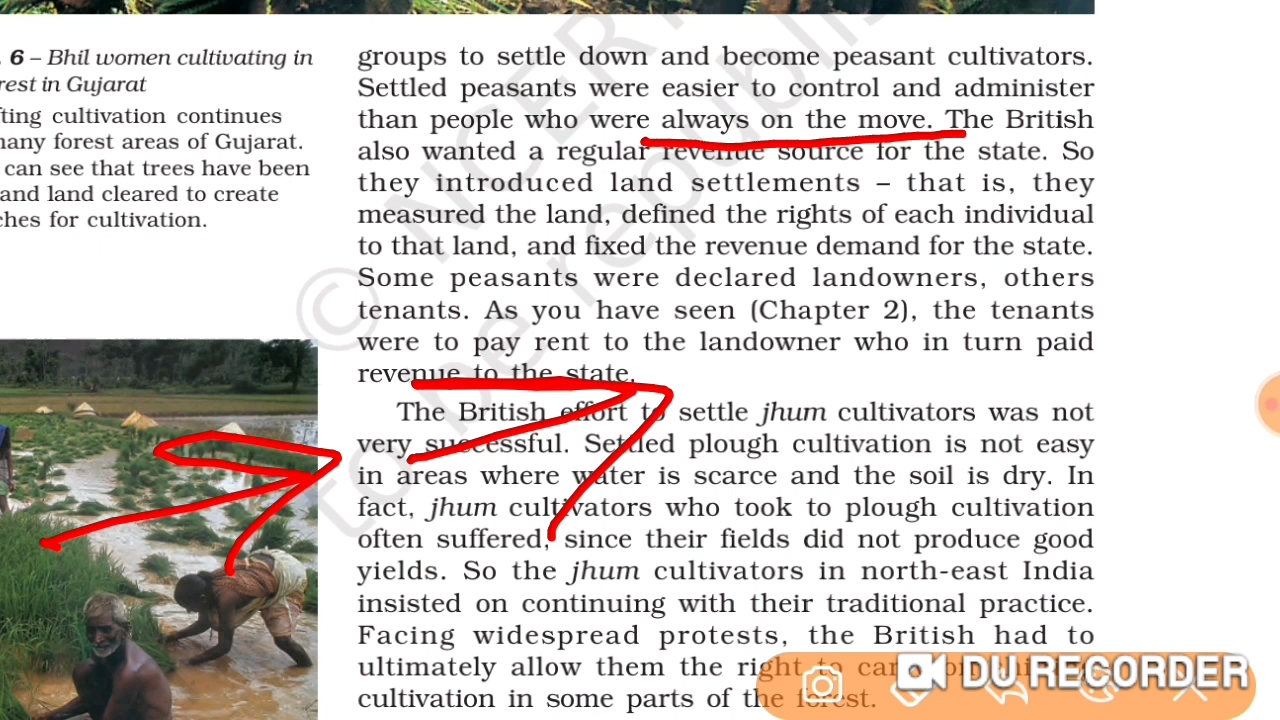 6 – Bhil women cultivating in
rest in Gujarat
fting cultivation continues
many forest areas of Gujarat.
can see that trees have been
and land cleared to create
ches for cultivation.
groups to settle down and become peasant cultivators.
Settled peasants were easier to control and administer
than people who were always on the move. The British
also wanted a regular revenue source for the state. So
they introduced land settlements – that is, they
measured the land, defined the rights of each individual
to that land, and fixed the revenue demand for the state.
Some peasants were declared landowners, others
tenants. As you have seen (Chapter 2), the tenants
were to pay rent to the landowner who in turn paid
revenue to the state.
The British effort to settle jhum cultivators was not
very successful. Settled plough cultivation is not easy
in areas where water is scarce and the soil is dry. In
fact, jhum cultivators who took to plough cultivation
often suffered, since their fields did not produce good
yields. So the jhum cultivators in north-east India
insisted on continuing with their traditional practice.
Facing widespread protests, the British had to
ultimately allow them the right to
cultivation in some parts of the forest.
© NCER
to be republis
DU RECORDER